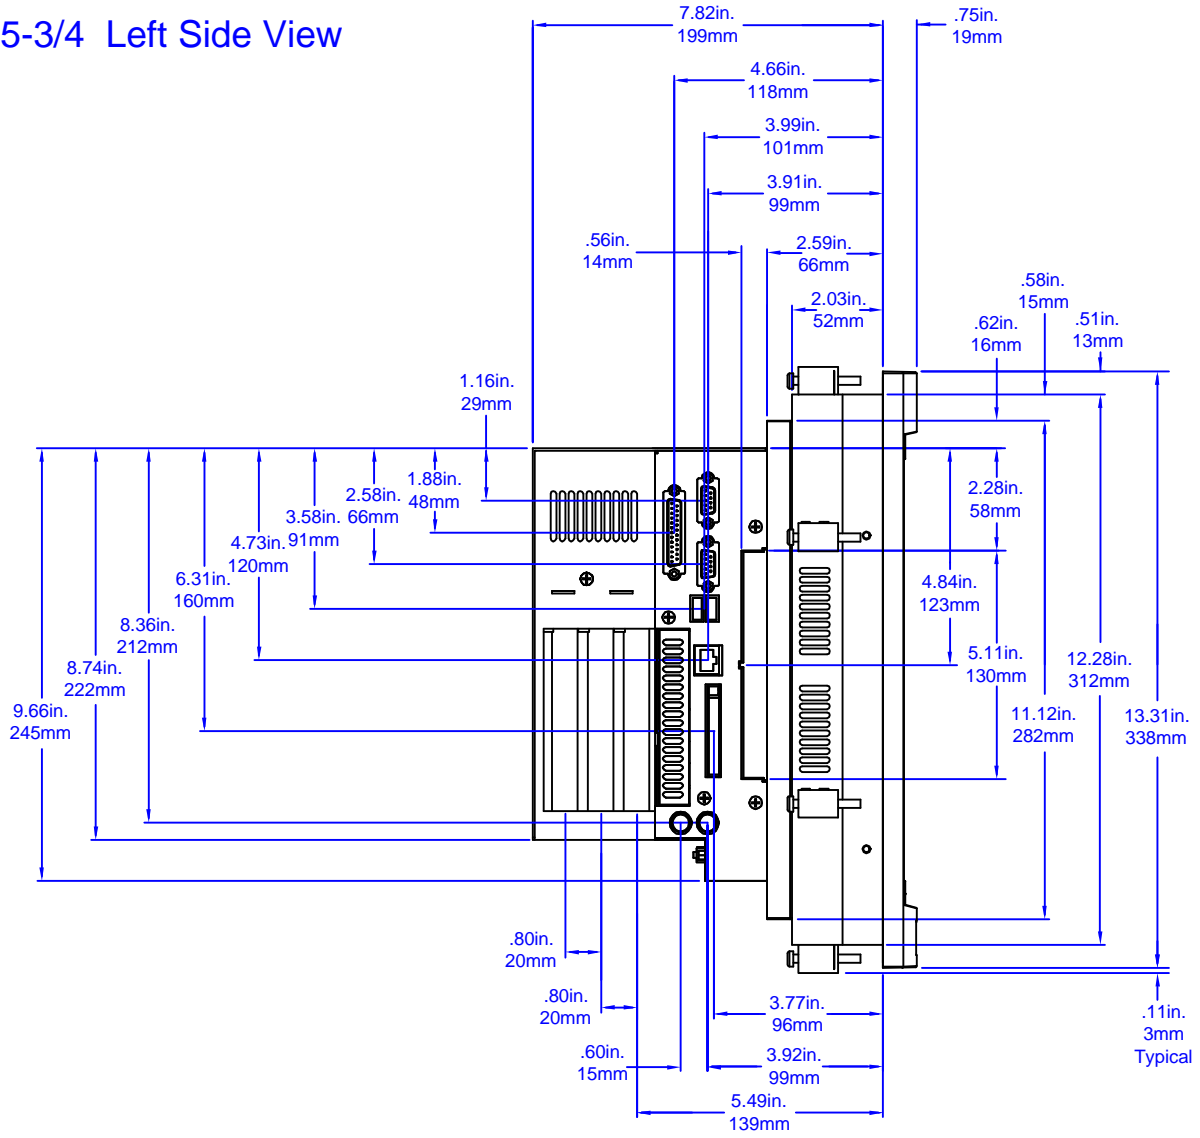 5-3/4 Left Side View
7.82in.
199mm
.75in.
19mm
4.66in.
118mm
3.99in.
101mm
3.91in.
99mm
.56in.
14mm
2.59in.
66mm
2.03in.
52mm
.58in.
15mm
.62in.
16mm
.51in.
13mm
1.16in.
29mm
1.88in.
48mm
2.58in.
66mm
3.58in.
91mm
4.73in.
120mm
6.31in.
160mm
8.36in.
212mm
8.74in.
222mm
9.66in.
245mm
2.28in.
58mm
4.84in.
123mm
5.11in.
130mm
11.12in.
282mm
12.28in.
312mm
13.31in.
338mm
.80in.
20mm
.80in.
20mm
.60in.
15mm
3.77in.
96mm
3.92in.
99mm
5.49in.
139mm
.11in.
3mm
Typical